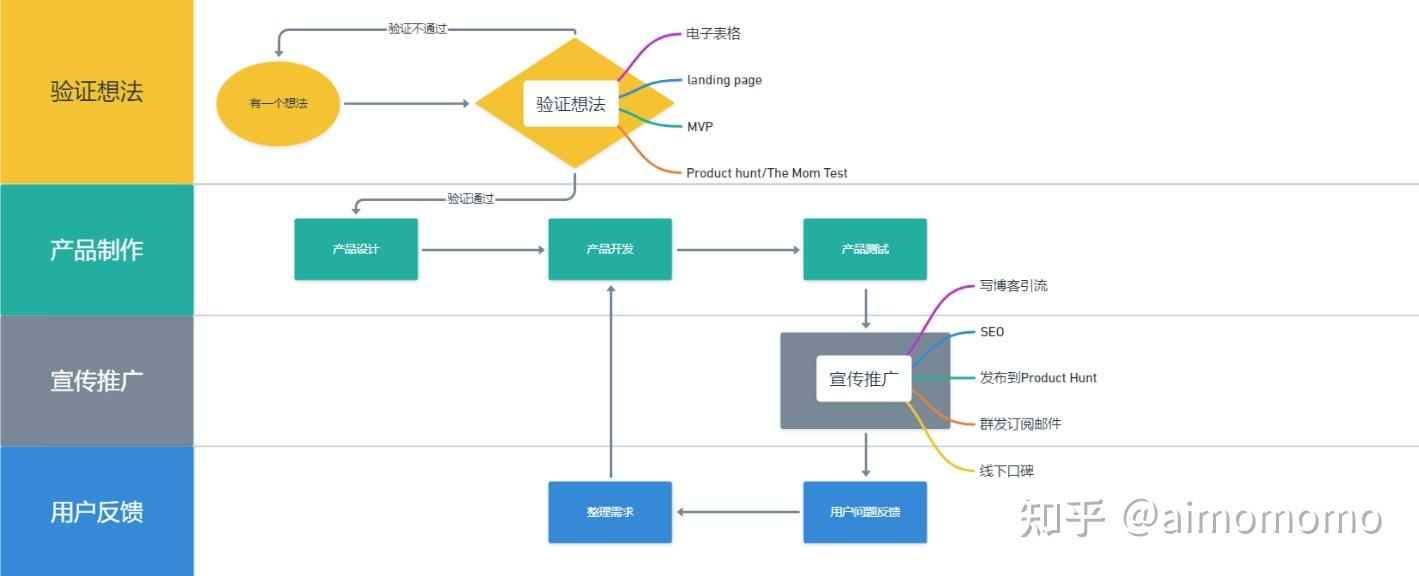 验证想法
验证不通过
有一个想法
验证想法
电子表格
landing page
MVP
Product hunt/The Mom Test
产品制作
验证通过
产品设计
产品开发
产品测试
宣传推广
宣传推广
写博客引流
SEO
发布到Product Hunt
群发订阅邮件
线下口碑
用户反馈
整理需求
用户问题反馈
知乎 @aimomomo